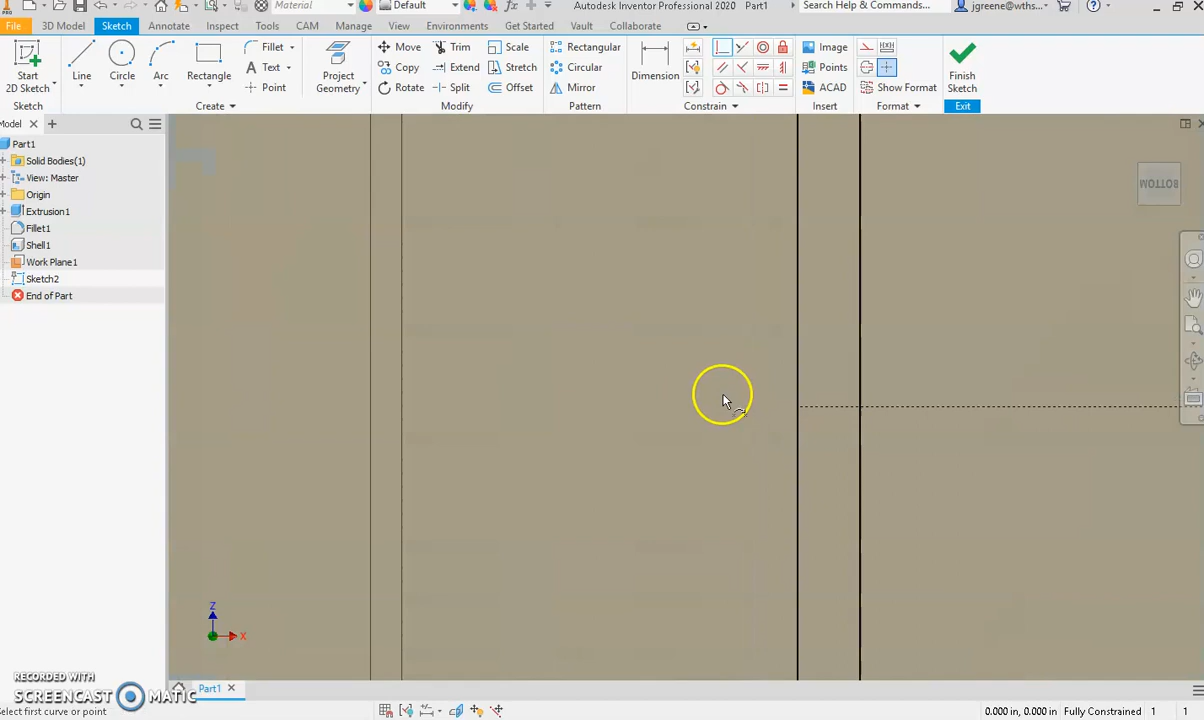 Material
Default
Autodesk Inventor Professional 2020 Part1
Search Help & Commands...
jgreene@wths...
PRO
File
3D Model
Sketch
Annotate
Inspect
Tools
CAM
Manage
View
Environments
Get Started
Vault
Collaborate
Start
2D Sketch
Line
Circle
Arc
Rectangle
Fillet
Text
Point
Project
Geometry
Move
Copy
Rotate
Trim
Extend
Split
Scale
Stretch
Offset
Rectangular
Circular
Mirror
Dimension
Image
Points
ACAD
Show Format
Finish
Sketch
Sketch
Create
Modify
Pattern
Constrain
Insert
Format
Exit
Model
Part1
Solid Bodies(1)
View: Master
Origin
Extrusion1
Fillet1
Shell1
Work Plane1
Sketch2
End of Part
BOTTOM
Z
X
RECORDED WITH
SCREENCAST MATIC
Part1
Select first curve or point
0.000 in, 0.000 in Fully Constrained 1 1